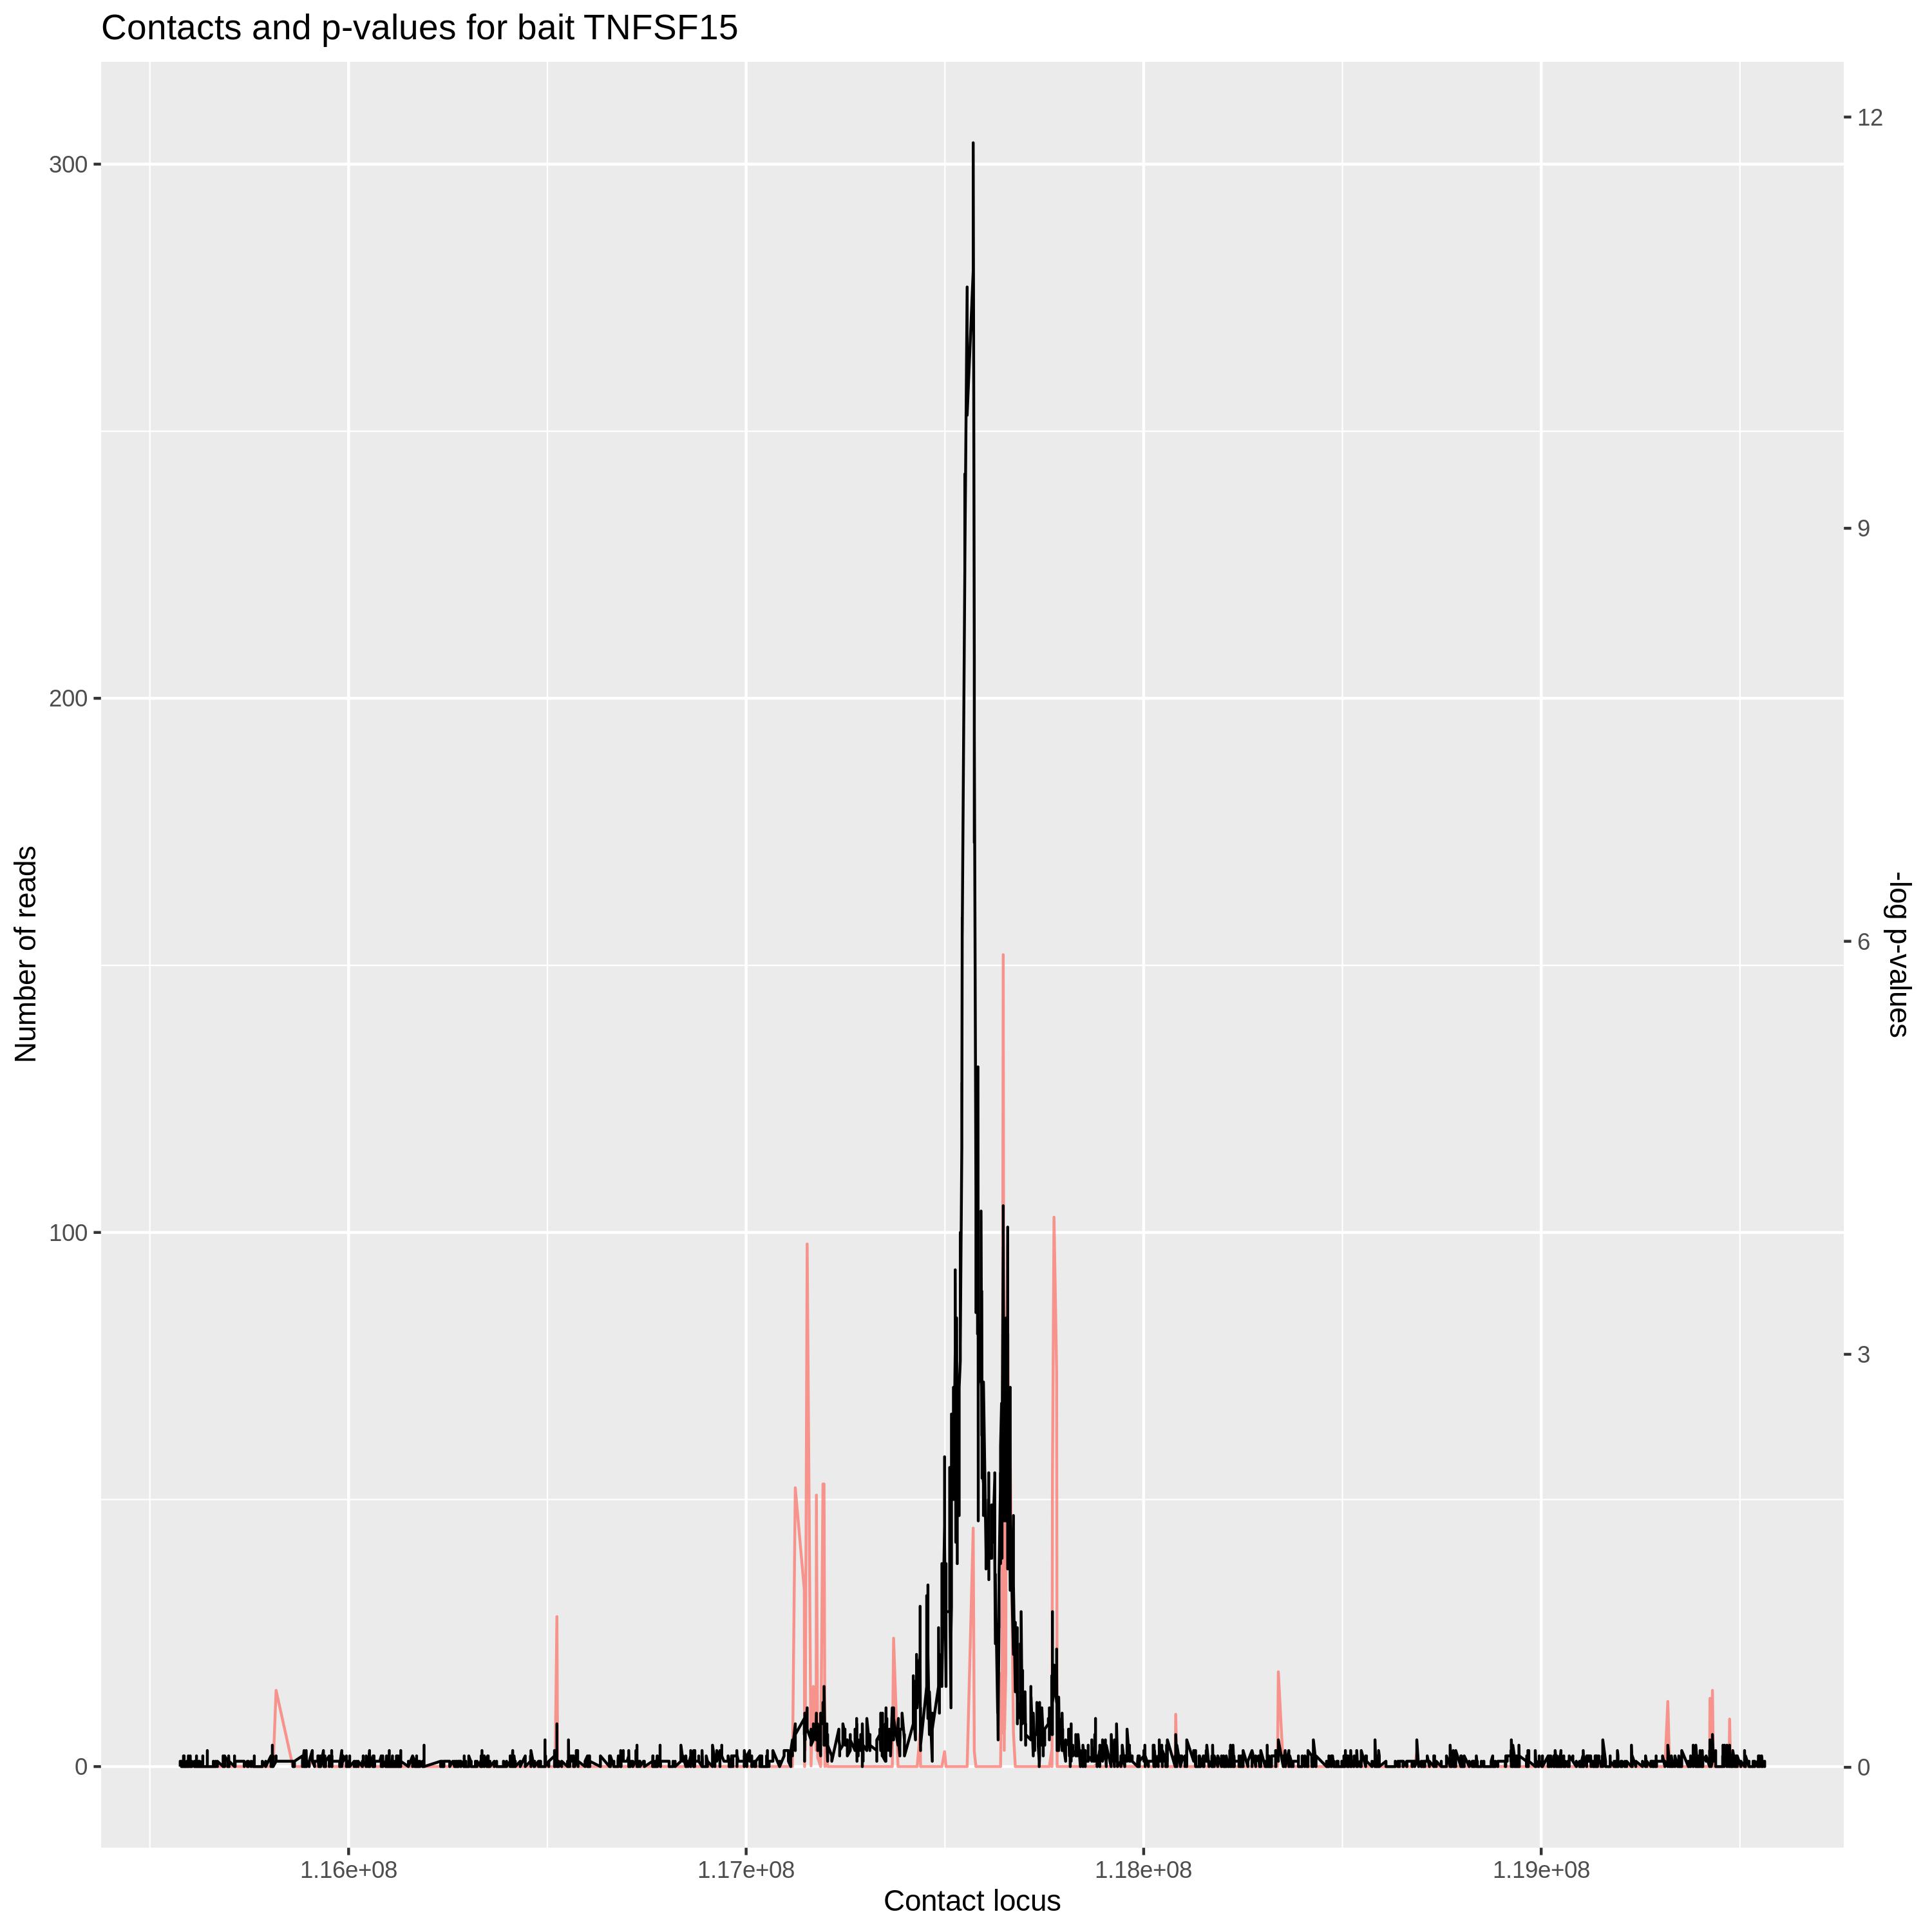 Contacts and p-values for bait TNFSF15
300
200
100
0
Number of reads
12
9
6
3
0
-log p-values
1.16e+08
1.17e+08
1.18e+08
1.19e+08
Contact locus